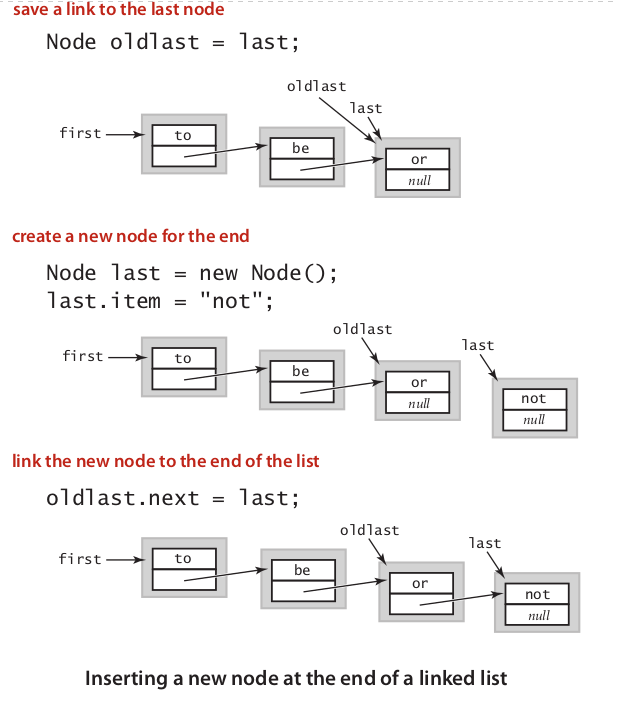 save a link to the last node
Node oldlast = last;
oldlast
last
first
to
be
or
null
create a new node for the end
Node last = new Node();
last.item = "not";
oldlast
last
first
to
be
or
null
not
null
link the new node to the end of the list
oldlast.next = last;
oldlast
last
first
to
be
or
not
null
Inserting a new node at the end of a linked list